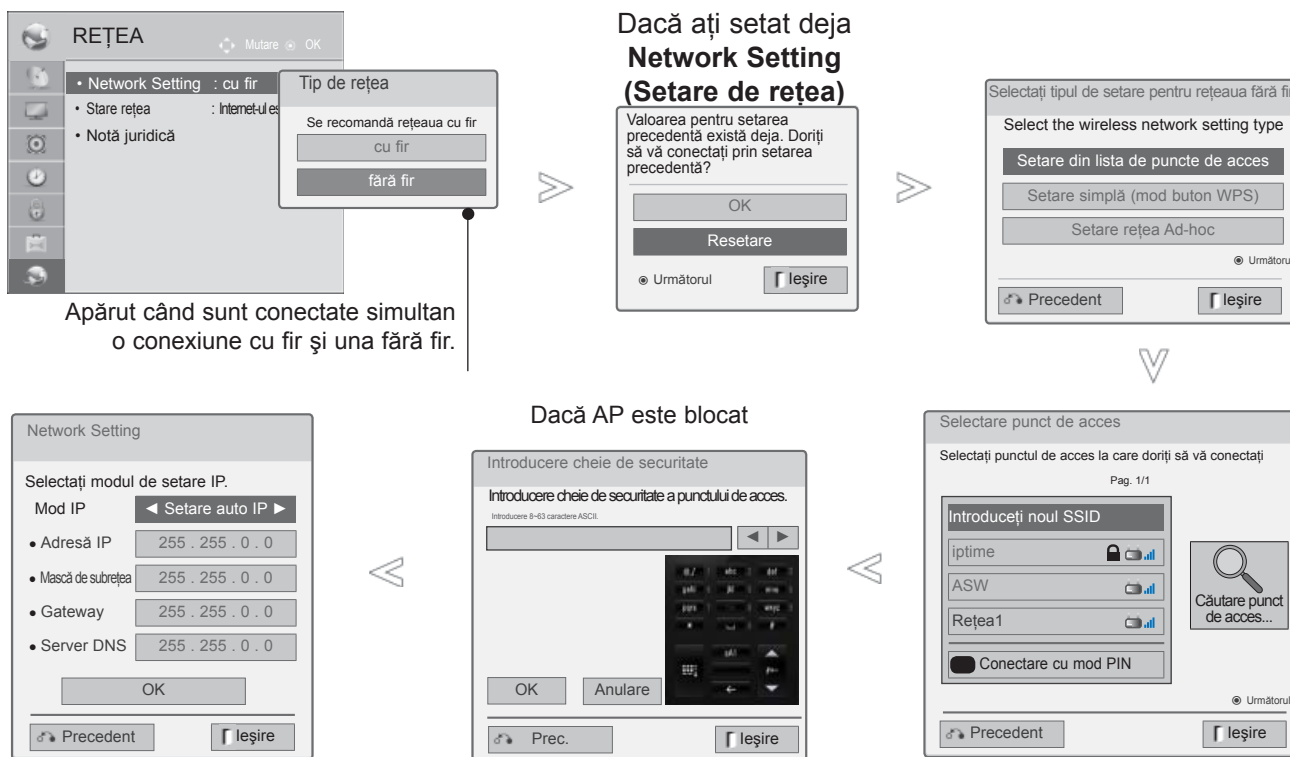 REȚEA
Mutare OK
• Network Setting : cu fir
• Stare rețea : Internet-ul es
• Notă juridică
Tip de rețea
Se recomandă rețeaua cu fir
cu fir
fără fir
Apărut când sunt conectate simultan
o conexiune cu fir şi una fără fir.
Dacă ați setat deja
Network Setting
(Setare de rețea)
Valoarea pentru setarea
precedentă există deja. Doriți
să vă conectați prin setarea
precedentă?
OK
Resetare
Următorul
Ieşire
Selectați tipul de setare pentru rețeaua fără fir
Select the wireless network setting type
Setare din lista de puncte de acces
Setare simplă (mod buton WPS)
Setare rețea Ad-hoc
Următorul
Precedent
Ieşire
Selectare punct de acces
Selectați punctul de acces la care doriți să vă conectați
Pag. 1/1
Introduceți noul SSID
iptime
ASW
Rețea1
Conectare cu mod PIN
Căutare punct
de acces...
Următorul
Precedent
Ieşire
Dacă AP este blocat
Introducere cheie de securitate
Introducere cheie de securitate a punctului de acces.
Introducere 8~63 caractere ASCII.
OK
Anulare
Prec.
Ieşire
Network Setting
Selectați modul de setare IP.
Mod IP ◄ Setare auto IP ►
• Adresă IP 255 . 255 . 0 . 0
• Mască de subrețea 255 . 255 . 0 . 0
• Gateway 255 . 255 . 0 . 0
• Server DNS 255 . 255 . 0 . 0
OK
Precedent
Ieşire